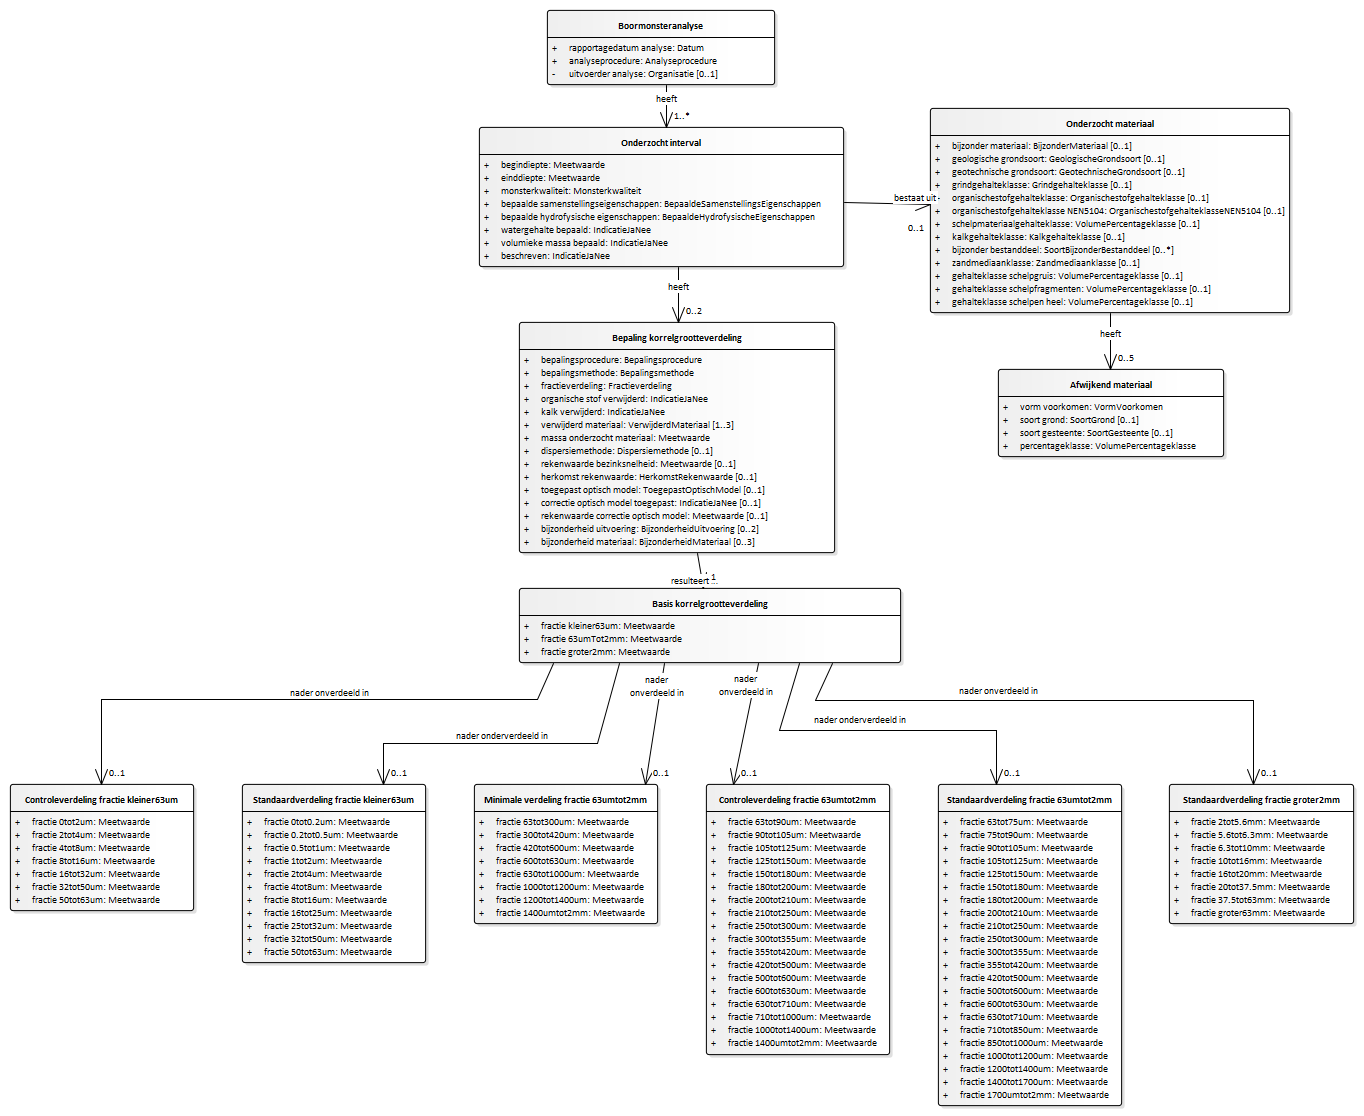 Boormonsteranalyse
+ rapportagedatum analyse: Datum
+ analyseprocedure: Analyseprocedure
- uitvoerder analyse: Organisatie [0..1]
heeft
1..*
Onderzocht interval
+ begindiepte: Meetwaarde
+ einddiepte: Meetwaarde
+ monsterkwaliteit: Monsterkwaliteit
+ bepaalde samenstellingseigenschappen: BepaaldeSamenstellingsEigenschappen
+ bepaalde hydrofysische eigenschappen: BepaaldeHydrofysischeEigenschappen
+ watergehalte bepaald: IndicatieJaNee
+ volumieke massa bepaald: IndicatieJaNee
+ beschreven: IndicatieJaNee
bestaat uit
0..1
Onderzocht materiaal
+ bijzonder materiaal: BijzonderMateriaal [0..1]
+ geologische grondsoort: GeologischeGrondsoort [0..1]
+ geotechnische grondsoort: GeotechnischeGrondsoort [0..1]
+ grindgehalteklasse: Grindgehalteklasse [0..1]
+ organischestofgehalteklasse: Organischestofgehalteklasse [0..1]
+ organischestofgehalteklasse NEN5104: OrganischestofgehalteklasseNEN5104 [0..1]
+ schelpmateriaalgehalteklasse: VolumePercentageklasse [0..1]
+ kalkgehalteklasse: Kalkgehalteklasse [0..1]
+ bijzonder bestanddeel: SoortBijzonderBestanddeel [0..*]
+ zandmediaanklasse: Zandmediaanklasse [0..1]
+ gehalteklasse schelpgruis: VolumePercentageklasse [0..1]
+ gehalteklasse schelpfragmenten: VolumePercentageklasse [0..1]
+ gehalteklasse schelpen heel: VolumePercentageklasse [0..1]
heeft
0..5
Afwijkend materiaal
+ vorm voorkomen: VormVoorkomen
+ soort grond: SoortGrond [0..1]
+ soort gesteente: SoortGesteente [0..1]
+ percentageklasse: VolumePercentageklasse
heeft
0..2
Bepaling korrelgrootteverdeling
+ bepalingsprocedure: Bepalingsprocedure
+ bepalingsmethode: Bepalingsmethode
+ fractieverdeling: Fractieverdeling
+ organische stof verwijderd: IndicatieJaNee
+ kalk verwijderd: IndicatieJaNee
+ verwijderd materiaal: VerwijderdMateriaal [1..3]
+ massa onderzocht materiaal: Meetwaarde
+ dispersiemethode: Dispersiemethode [0..1]
+ rekenwaarde bezinksnelheid: Meetwaarde [0..1]
+ herkomst rekenwaarde: HerkomstRekenwaarde [0..1]
+ toegepast optisch model: ToegepastOptischModel [0..1]
+ correctie optisch model toegepast: IndicatieJaNee [0..1]
+ rekenwaarde correctie optisch model: Meetwaarde [0..1]
+ bijzonderheid uitvoering: BijzonderheidUitvoering [0..2]
+ bijzonderheid materiaal: BijzonderheidMateriaal [0..3]
1
resulteert
Basis korrelgrootteverdeling
+ fractie kleiner63um: Meetwaarde
+ fractie 63umTot2mm: Meetwaarde
+ fractie groter2mm: Meetwaarde
nader onverdeeld in
0..1
nader onderverdeeld in
0..1
nader
onverdeeld in
0..1
nader
onverdeeld in
0..1
nader onderverdeeld in
0..1
nader onverdeeld in
0..1
Controleverdeling fractie kleiner63um
+ fractie 0tot2um: Meetwaarde
+ fractie 2tot4um: Meetwaarde
+ fractie 4tot8um: Meetwaarde
+ fractie 8tot16um: Meetwaarde
+ fractie 16tot32um: Meetwaarde
+ fractie 32tot50um: Meetwaarde
+ fractie 50tot63um: Meetwaarde
Standaardverdeling fractie kleiner63um
+ fractie 0tot0.2um: Meetwaarde
+ fractie 0.2tot0.5um: Meetwaarde
+ fractie 0.5tot1um: Meetwaarde
+ fractie 1tot2um: Meetwaarde
+ fractie 2tot4um: Meetwaarde
+ fractie 4tot8um: Meetwaarde
+ fractie 8tot16um: Meetwaarde
+ fractie 16tot25um: Meetwaarde
+ fractie 25tot32um: Meetwaarde
+ fractie 32tot50um: Meetwaarde
+ fractie 50tot63um: Meetwaarde
Minimale verdeling fractie 63umtot2mm
+ fractie 63tot300um: Meetwaarde
+ fractie 300tot420um: Meetwaarde
+ fractie 420tot600um: Meetwaarde
+ fractie 600tot630um: Meetwaarde
+ fractie 630tot1000um: Meetwaarde
+ fractie 1000tot1200um: Meetwaarde
+ fractie 1200tot1400um: Meetwaarde
+ fractie 1400umtot2mm: Meetwaarde
Controleverdeling fractie 63umtot2mm
+ fractie 63tot90um: Meetwaarde
+ fractie 90tot105um: Meetwaarde
+ fractie 105tot125um: Meetwaarde
+ fractie 125tot150um: Meetwaarde
+ fractie 150tot180um: Meetwaarde
+ fractie 180tot200um: Meetwaarde
+ fractie 200tot210um: Meetwaarde
+ fractie 210tot250um: Meetwaarde
+ fractie 250tot300um: Meetwaarde
+ fractie 300tot355um: Meetwaarde
+ fractie 355tot420um: Meetwaarde
+ fractie 420tot500um: Meetwaarde
+ fractie 500tot600um: Meetwaarde
+ fractie 600tot630um: Meetwaarde
+ fractie 630tot710um: Meetwaarde
+ fractie 710tot1000um: Meetwaarde
+ fractie 1000tot1400um: Meetwaarde
+ fractie 1400umtot2mm: Meetwaarde
Standaardverdeling fractie 63umtot2mm
+ fractie 63tot75um: Meetwaarde
+ fractie 75tot90um: Meetwaarde
+ fractie 90tot105um: Meetwaarde
+ fractie 105tot125um: Meetwaarde
+ fractie 125tot150um: Meetwaarde
+ fractie 150tot180um: Meetwaarde
+ fractie 180tot200um: Meetwaarde
+ fractie 200tot210um: Meetwaarde
+ fractie 210tot250um: Meetwaarde
+ fractie 250tot300um: Meetwaarde
+ fractie 300tot355um: Meetwaarde
+ fractie 355tot420um: Meetwaarde
+ fractie 420tot500um: Meetwaarde
+ fractie 500tot600um: Meetwaarde
+ fractie 600tot630um: Meetwaarde
+ fractie 630tot710um: Meetwaarde
+ fractie 710tot850um: Meetwaarde
+ fractie 850tot1000um: Meetwaarde
+ fractie 1000tot1200um: Meetwaarde
+ fractie 1200tot1400um: Meetwaarde
+ fractie 1400tot1700um: Meetwaarde
+ fractie 1700umtot2mm: Meetwaarde
Standaardverdeling fractie groter2mm
+ fractie 2tot5.6mm: Meetwaarde
+ fractie 5.6tot6.3mm: Meetwaarde
+ fractie 6.3tot10mm: Meetwaarde
+ fractie 10tot16mm: Meetwaarde
+ fractie 16tot20mm: Meetwaarde
+ fractie 20tot37.5mm: Meetwaarde
+ fractie 37.5tot63mm: Meetwaarde
+ fractie groter63mm: Meetwaarde